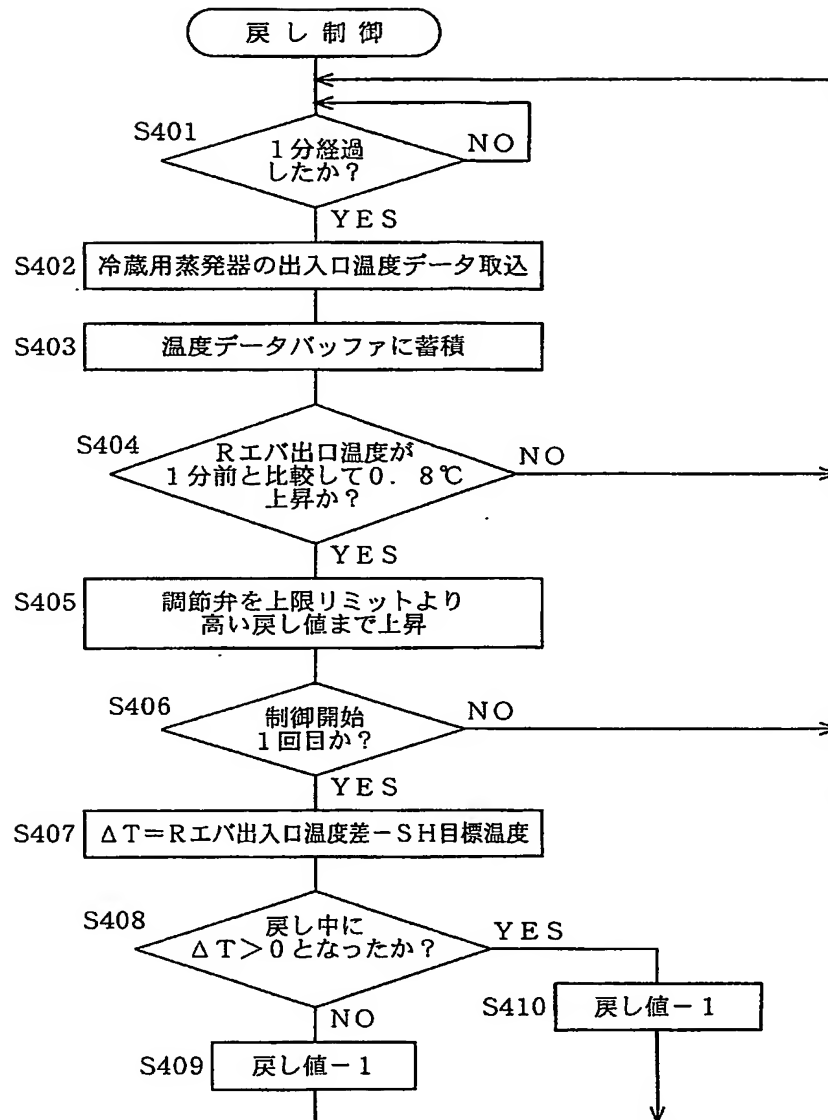 戻し制御
S401
1分経過
したか？
NO
YES
S402
冷蔵用蒸発器の出入口温度データ取込
S403
温度データバッファに蓄積
S404
Rエバ出口温度が
1分前と比較して0.8℃
上昇か？
NO
YES
S405
調節弁を上限リミットより
高い戻し値まで上昇
S406
制御開始
1回目か？
NO
YES
S407
ΔT＝Rエバ出入口温度差－SH目標温度
S408
戻し中に
ΔT＞0となったか？
YES
NO
S410
戻し値－1
S409
戻し値－1